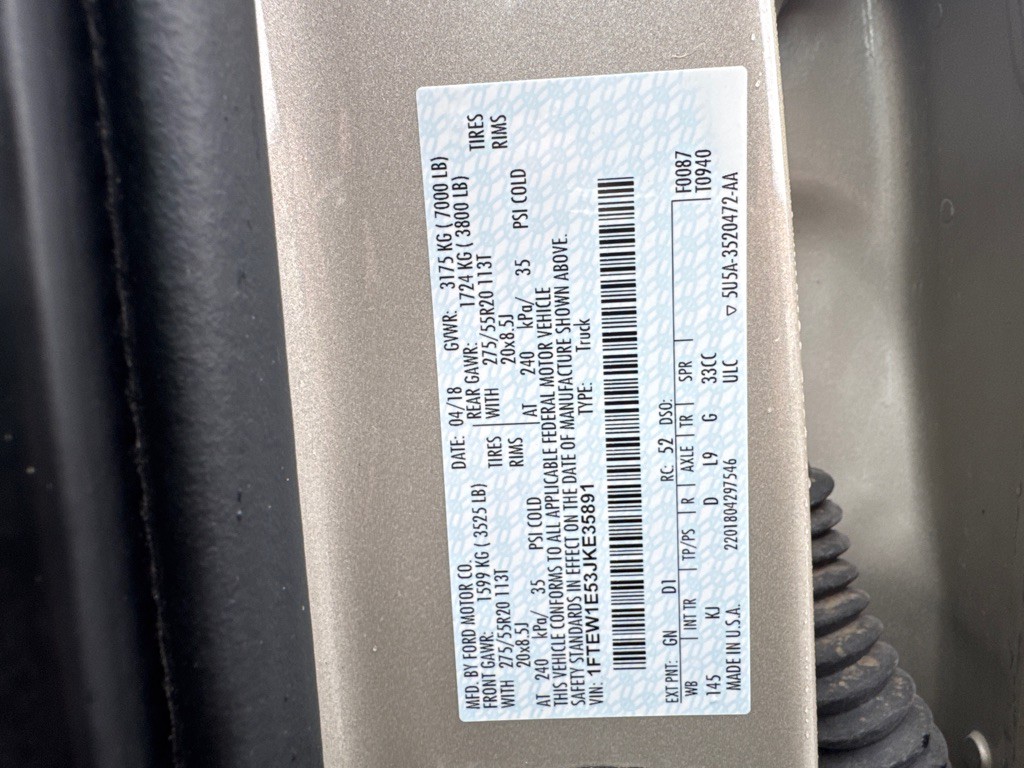 MFD. BY FORD MOTOR CO. DATE: 04/18 GVWR: 3175 KG ( 7000 LB)
FRONT GAWR: 1599 KG ( 3525 LB) REAR GAWR: 1724 KG ( 3800 LB)
WITH 275/55R20 113T TIRES WITH 275/55R20 113T TIRES
20x8.5J RIMS 20x8.5J RIMS
AT 240 kPa/ 35 PSI COLD AT 240 kPa/ 35 PSI COLD
THIS VEHICLE CONFORMS TO ALL APPLICABLE FEDERAL MOTOR VEHICLE
SAFETY STANDARDS IN EFFECT ON THE DATE OF MANUFACTURE SHOWN ABOVE.
VIN: 1FTEW1E53JKE35891 TYPE: Truck
EXT PNT: GN D1 RC: 52 DSO: F0087
WB INT TR TP/PS R AXLE TR SPR T0940
145 KJ D L9 G 33CC
MADE IN U.S.A. 220180429​7546 ULC ▽ 5U5A-3520472-AA